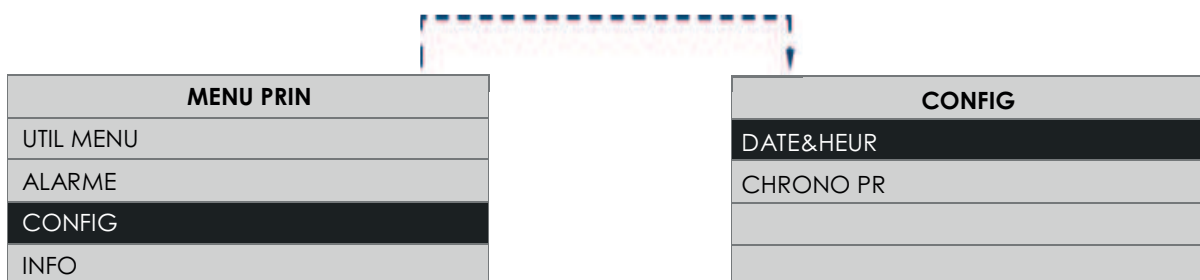 MENU PRIN
UTIL MENU
ALARME
CONFIG
INFO
CONFIG
DATE&HEUR
CHRONO PR